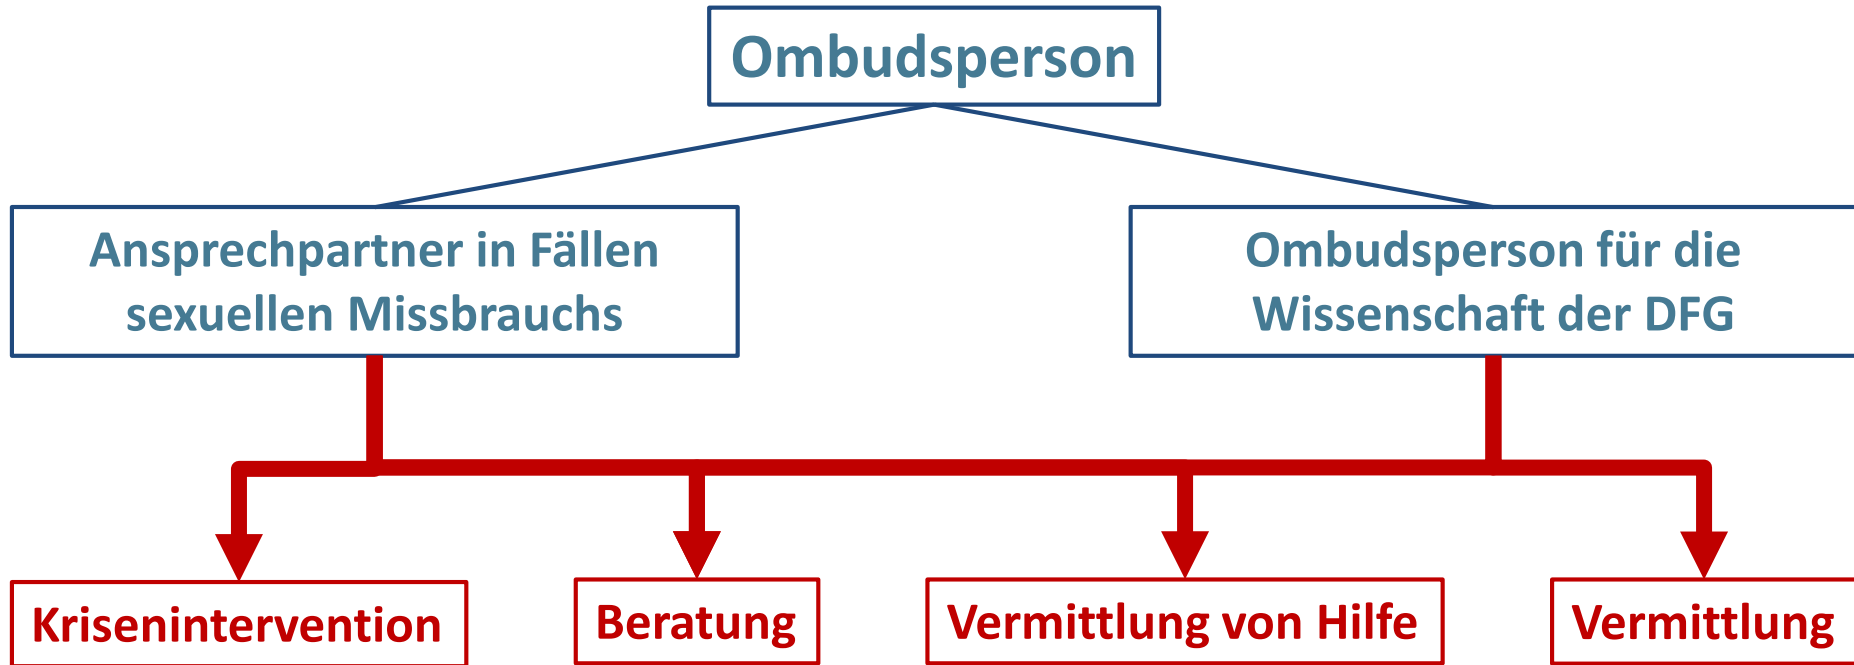 Ombudsperson
Ansprechpartner in Fällen
sexuellen Missbrauchs
Ombudsperson für die
Wissenschaft der DFG
Krisenintervention
Beratung
Vermittlung von Hilfe
Vermittlung